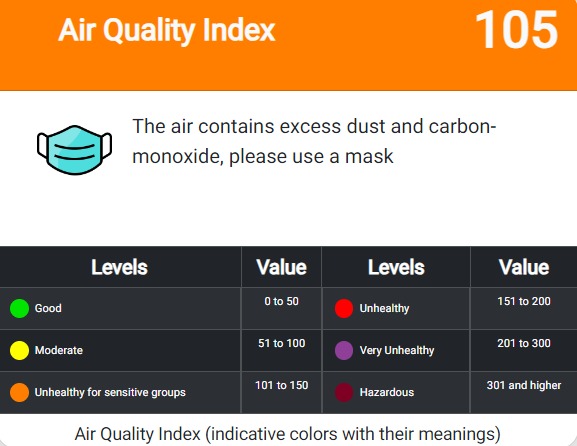 Air Quality Index 105
The air contains excess dust and carbon-
monoxide, please use a mask
Levels Value Levels Value
Good 0 to 50 Unhealthy 151 to 200
Moderate 51 to 100 Very Unhealthy 201 to 300
Unhealthy for sensitive groups 101 to 150 Hazardous 301 and higher
Air Quality Index (indicative colors with their meanings)